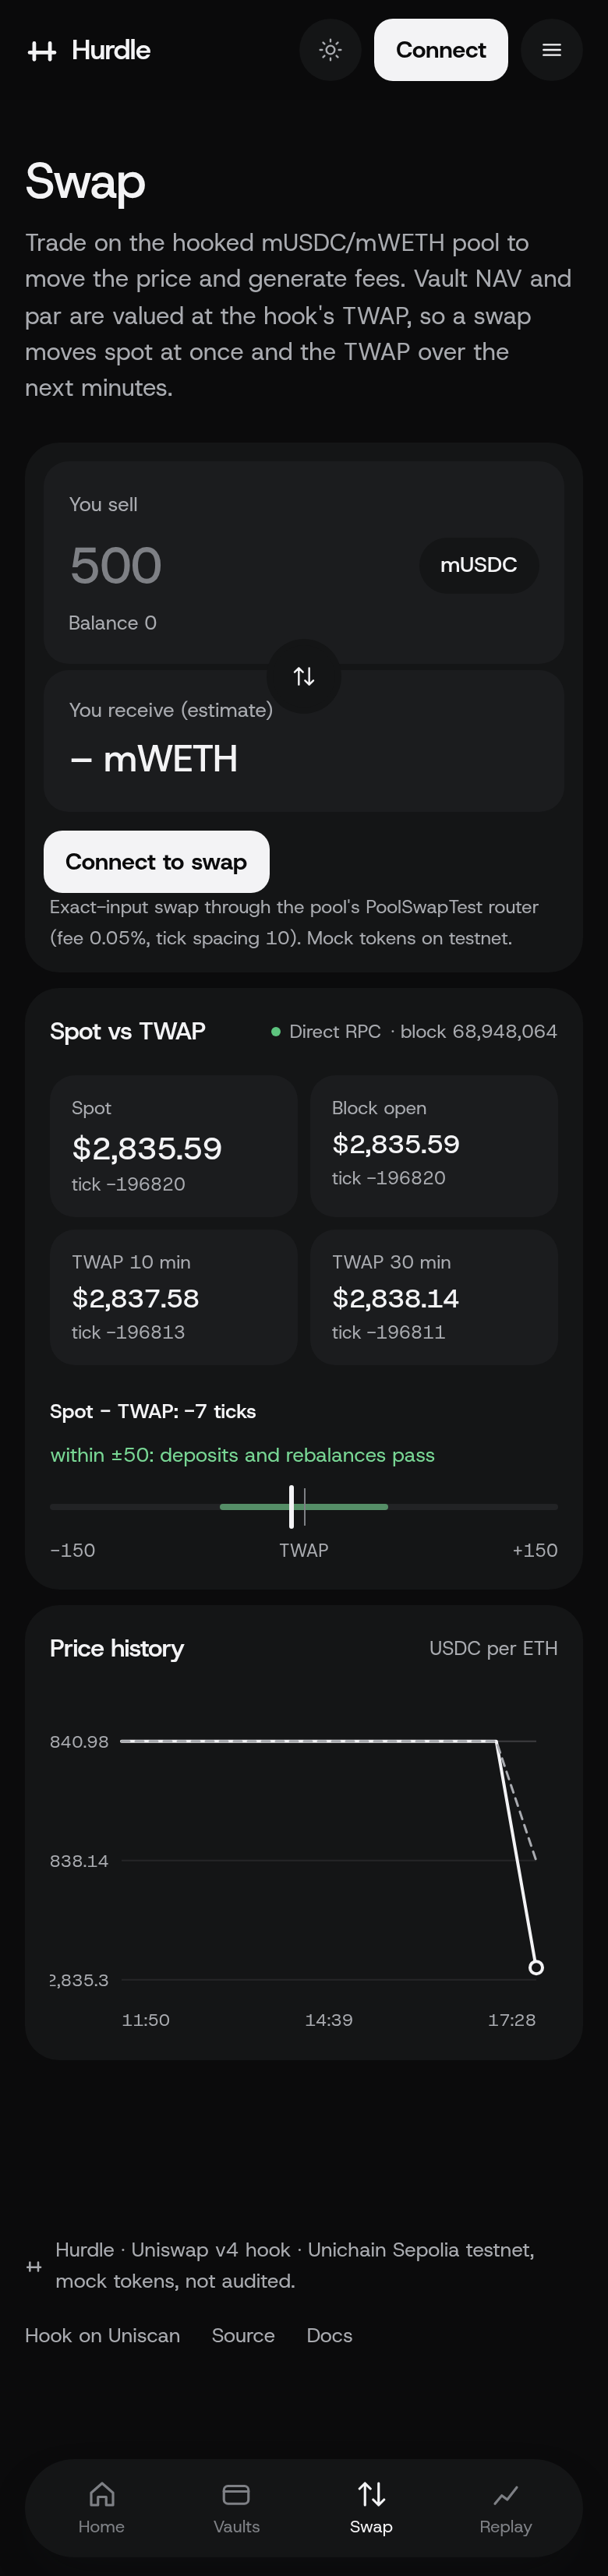 Hurdle
Connect
Swap
Trade on the hooked mUSDC/mWETH pool to
move the price and generate fees. Vault NAV and
par are valued at the hook's TWAP, so a swap
moves spot at once and the TWAP over the
next minutes.
You sell
500
mUSDC
Balance 0
You receive (estimate)
– mWETH
Connect to swap
Exact-input swap through the pool's PoolSwapTest router
(fee 0.05%, tick spacing 10). Mock tokens on testnet.
Spot vs TWAP
Direct RPC · block 68,948,064
Spot
$2,835.59
tick −196820
Block open
$2,835.59
tick −196820
TWAP 10 min
$2,837.58
tick −196813
TWAP 30 min
$2,838.14
tick −196811
Spot − TWAP: −7 ticks
within ±50: deposits and rebalances pass
−150
TWAP
+150
Price history
USDC per ETH
840.98
838.14
2,835.3
11:50
14:39
17:28
Hurdle · Uniswap v4 hook · Unichain Sepolia testnet,
mock tokens, not audited.
Hook on Uniscan
Source
Docs
Home
Vaults
Swap
Replay